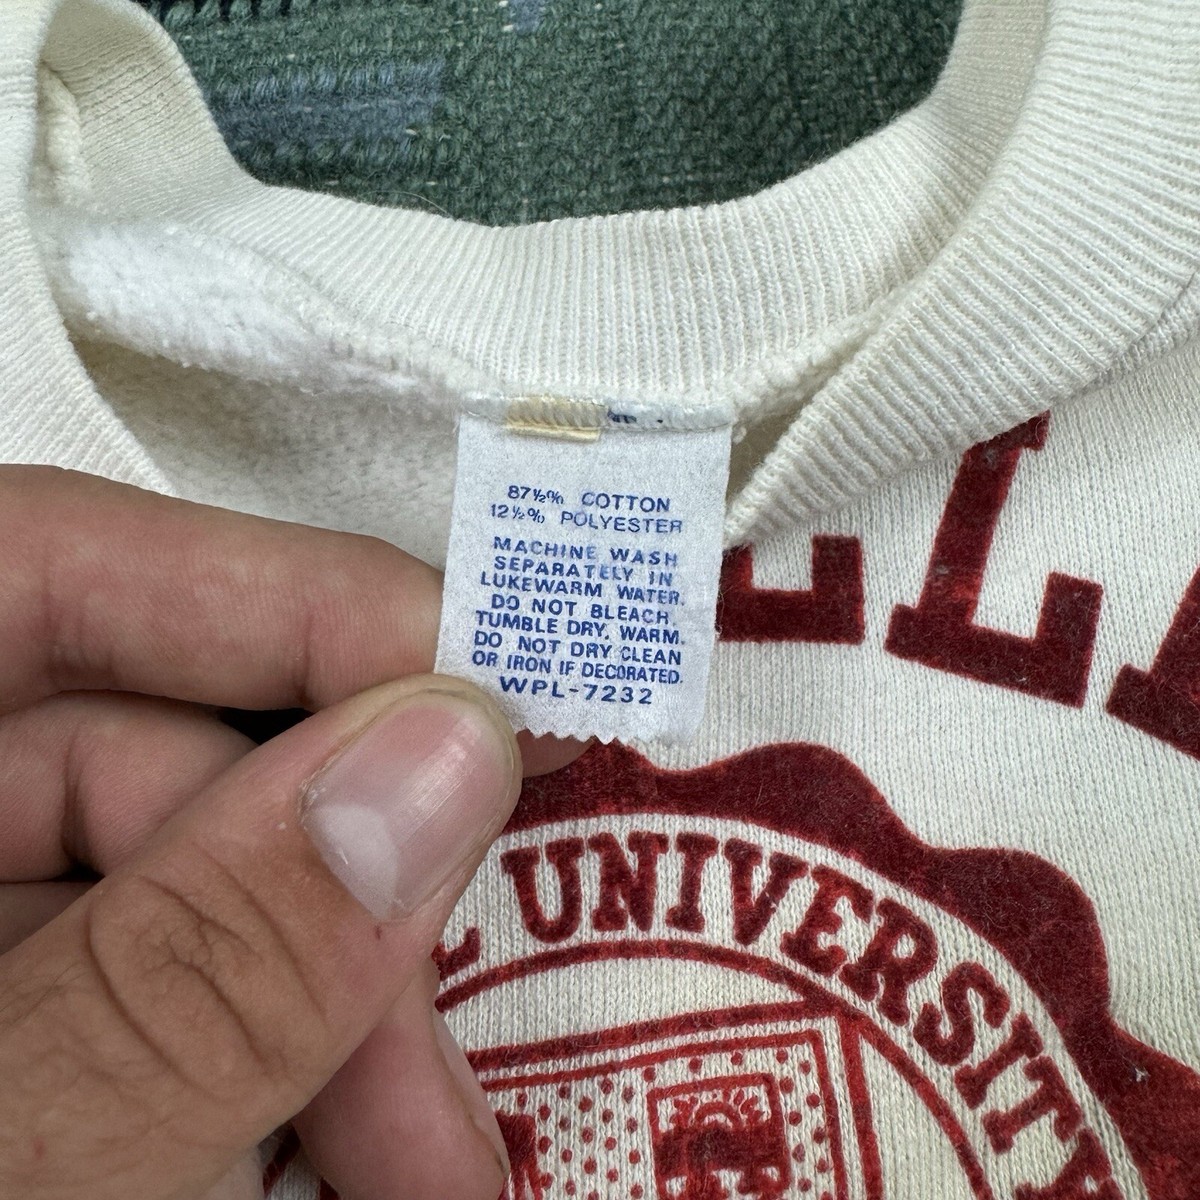 87½% COTTON
12½% POLYESTER
MACHINE WASH
SEPARATELY IN
LUKEWARM WATER.
DO NOT BLEACH.
TUMBLE DRY, WARM.
DO NOT DRY CLEAN
OR IRON IF DECORATED.
WPL-7232
ELL
UNIVERSITY